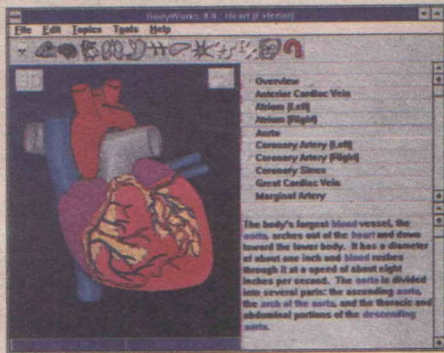 BodyWorks 4.0 - Heart (Exterior)
File Edit Topics Tools Help
Overview
Anterior Cardiac Vein
Atrium (Left)
Atrium (Right)
Aorta
Coronary Artery (Left)
Coronary Artery (Right)
Coronary Sinus
Great Cardiac Vein
Marginal Artery
The body's largest blood vessel, the
aorta, arches out of the heart and down
toward the lower body. It has a diameter
of about one inch and blood rushes
through it at a speed of about eight
inches per second. The aorta is divided
into several parts: the ascending aorta,
the arch of the aorta, and the thoracic and
abdominal portions of the descending
aorta.